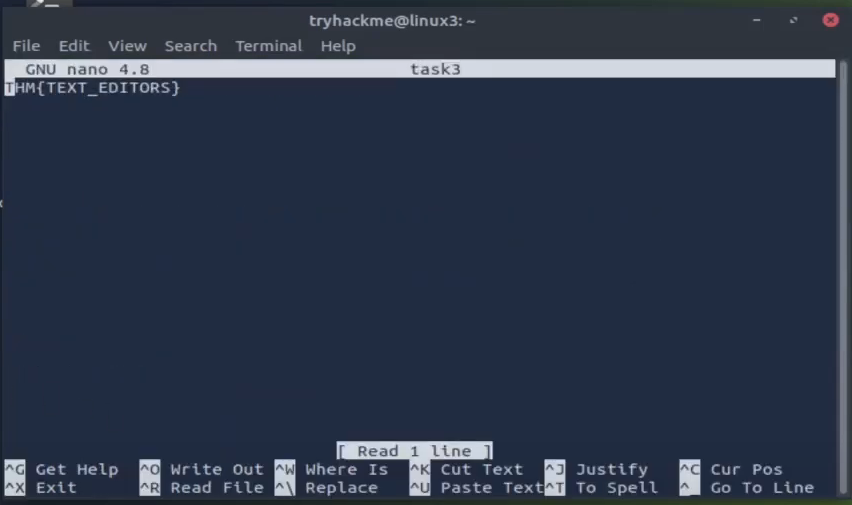 tryhackme@linux3: ~
File Edit View Search Terminal Help
GNU nano 4.8 task3
THM{TEXT_EDITORS}
[ Read 1 line ]
^G Get Help ^O Write Out ^W Where Is ^K Cut Text ^J Justify ^C Cur Pos
^X Exit ^R Read File ^\ Replace ^U Paste Text^T To Spell ^_ Go To Line